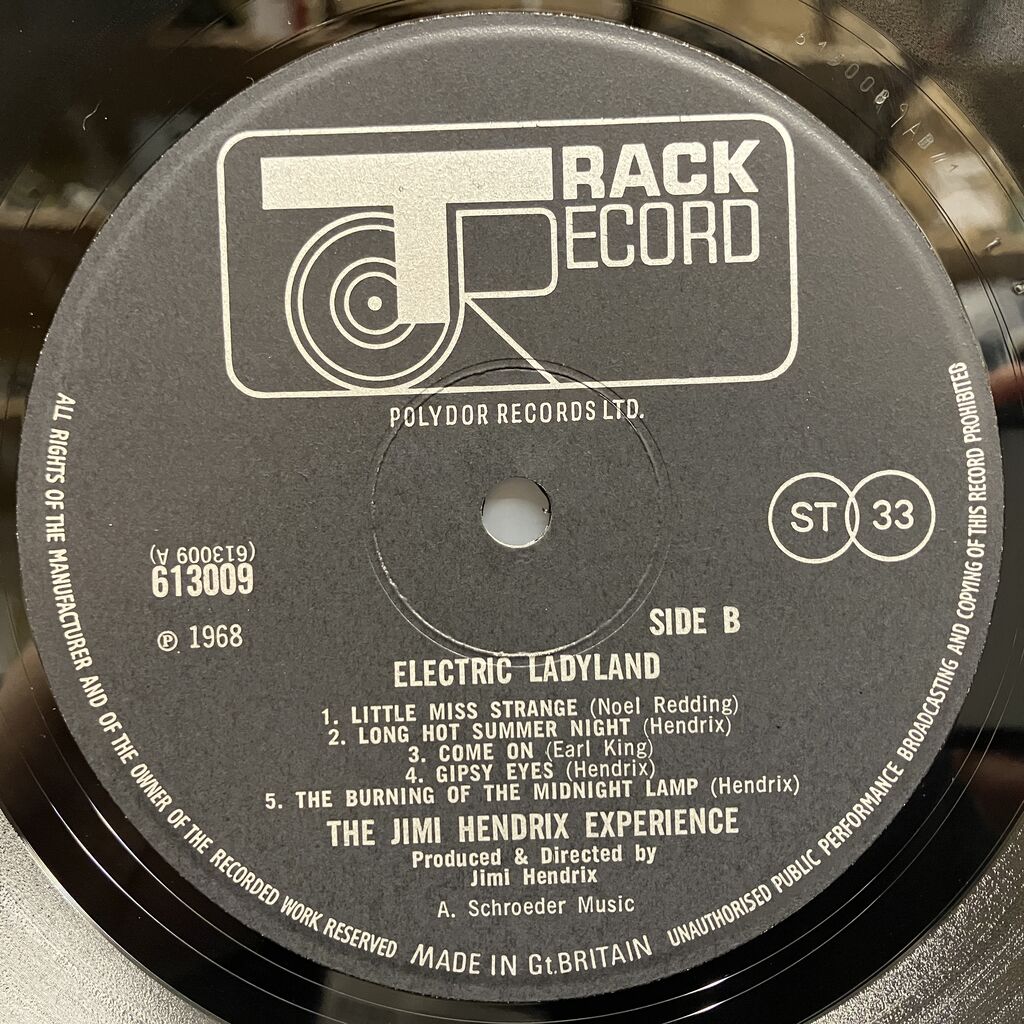 TRACK
RECORD
POLYDOR RECORDS LTD.
ST 33
(613009 A)
613009
℗ 1968
SIDE B
ELECTRIC LADYLAND
1. LITTLE MISS STRANGE (Noel Redding)
2. LONG HOT SUMMER NIGHT (Hendrix)
3. COME ON (Earl King)
4. GIPSY EYES (Hendrix)
5. THE BURNING OF THE MIDNIGHT LAMP (Hendrix)
THE JIMI HENDRIX EXPERIENCE
Produced & Directed by
Jimi Hendrix
A. Schroeder Music
ALL RIGHTS OF THE MANUFACTURER AND OF THE OWNER OF THE RECORDED WORK RESERVED
MADE IN Gt.BRITAIN
UNAUTHORISED PUBLIC PERFORMANCE BROADCASTING AND COPYING OF THIS RECORD PROHIBITED